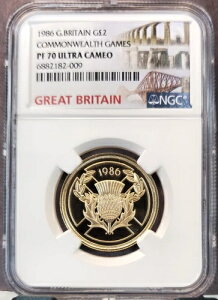 1986 G.BRITAIN G£2
COMMONWEALTH GAMES
PF 70 ULTRA CAMEO
6882182-009
GREAT BRITAIN
NGC
1986